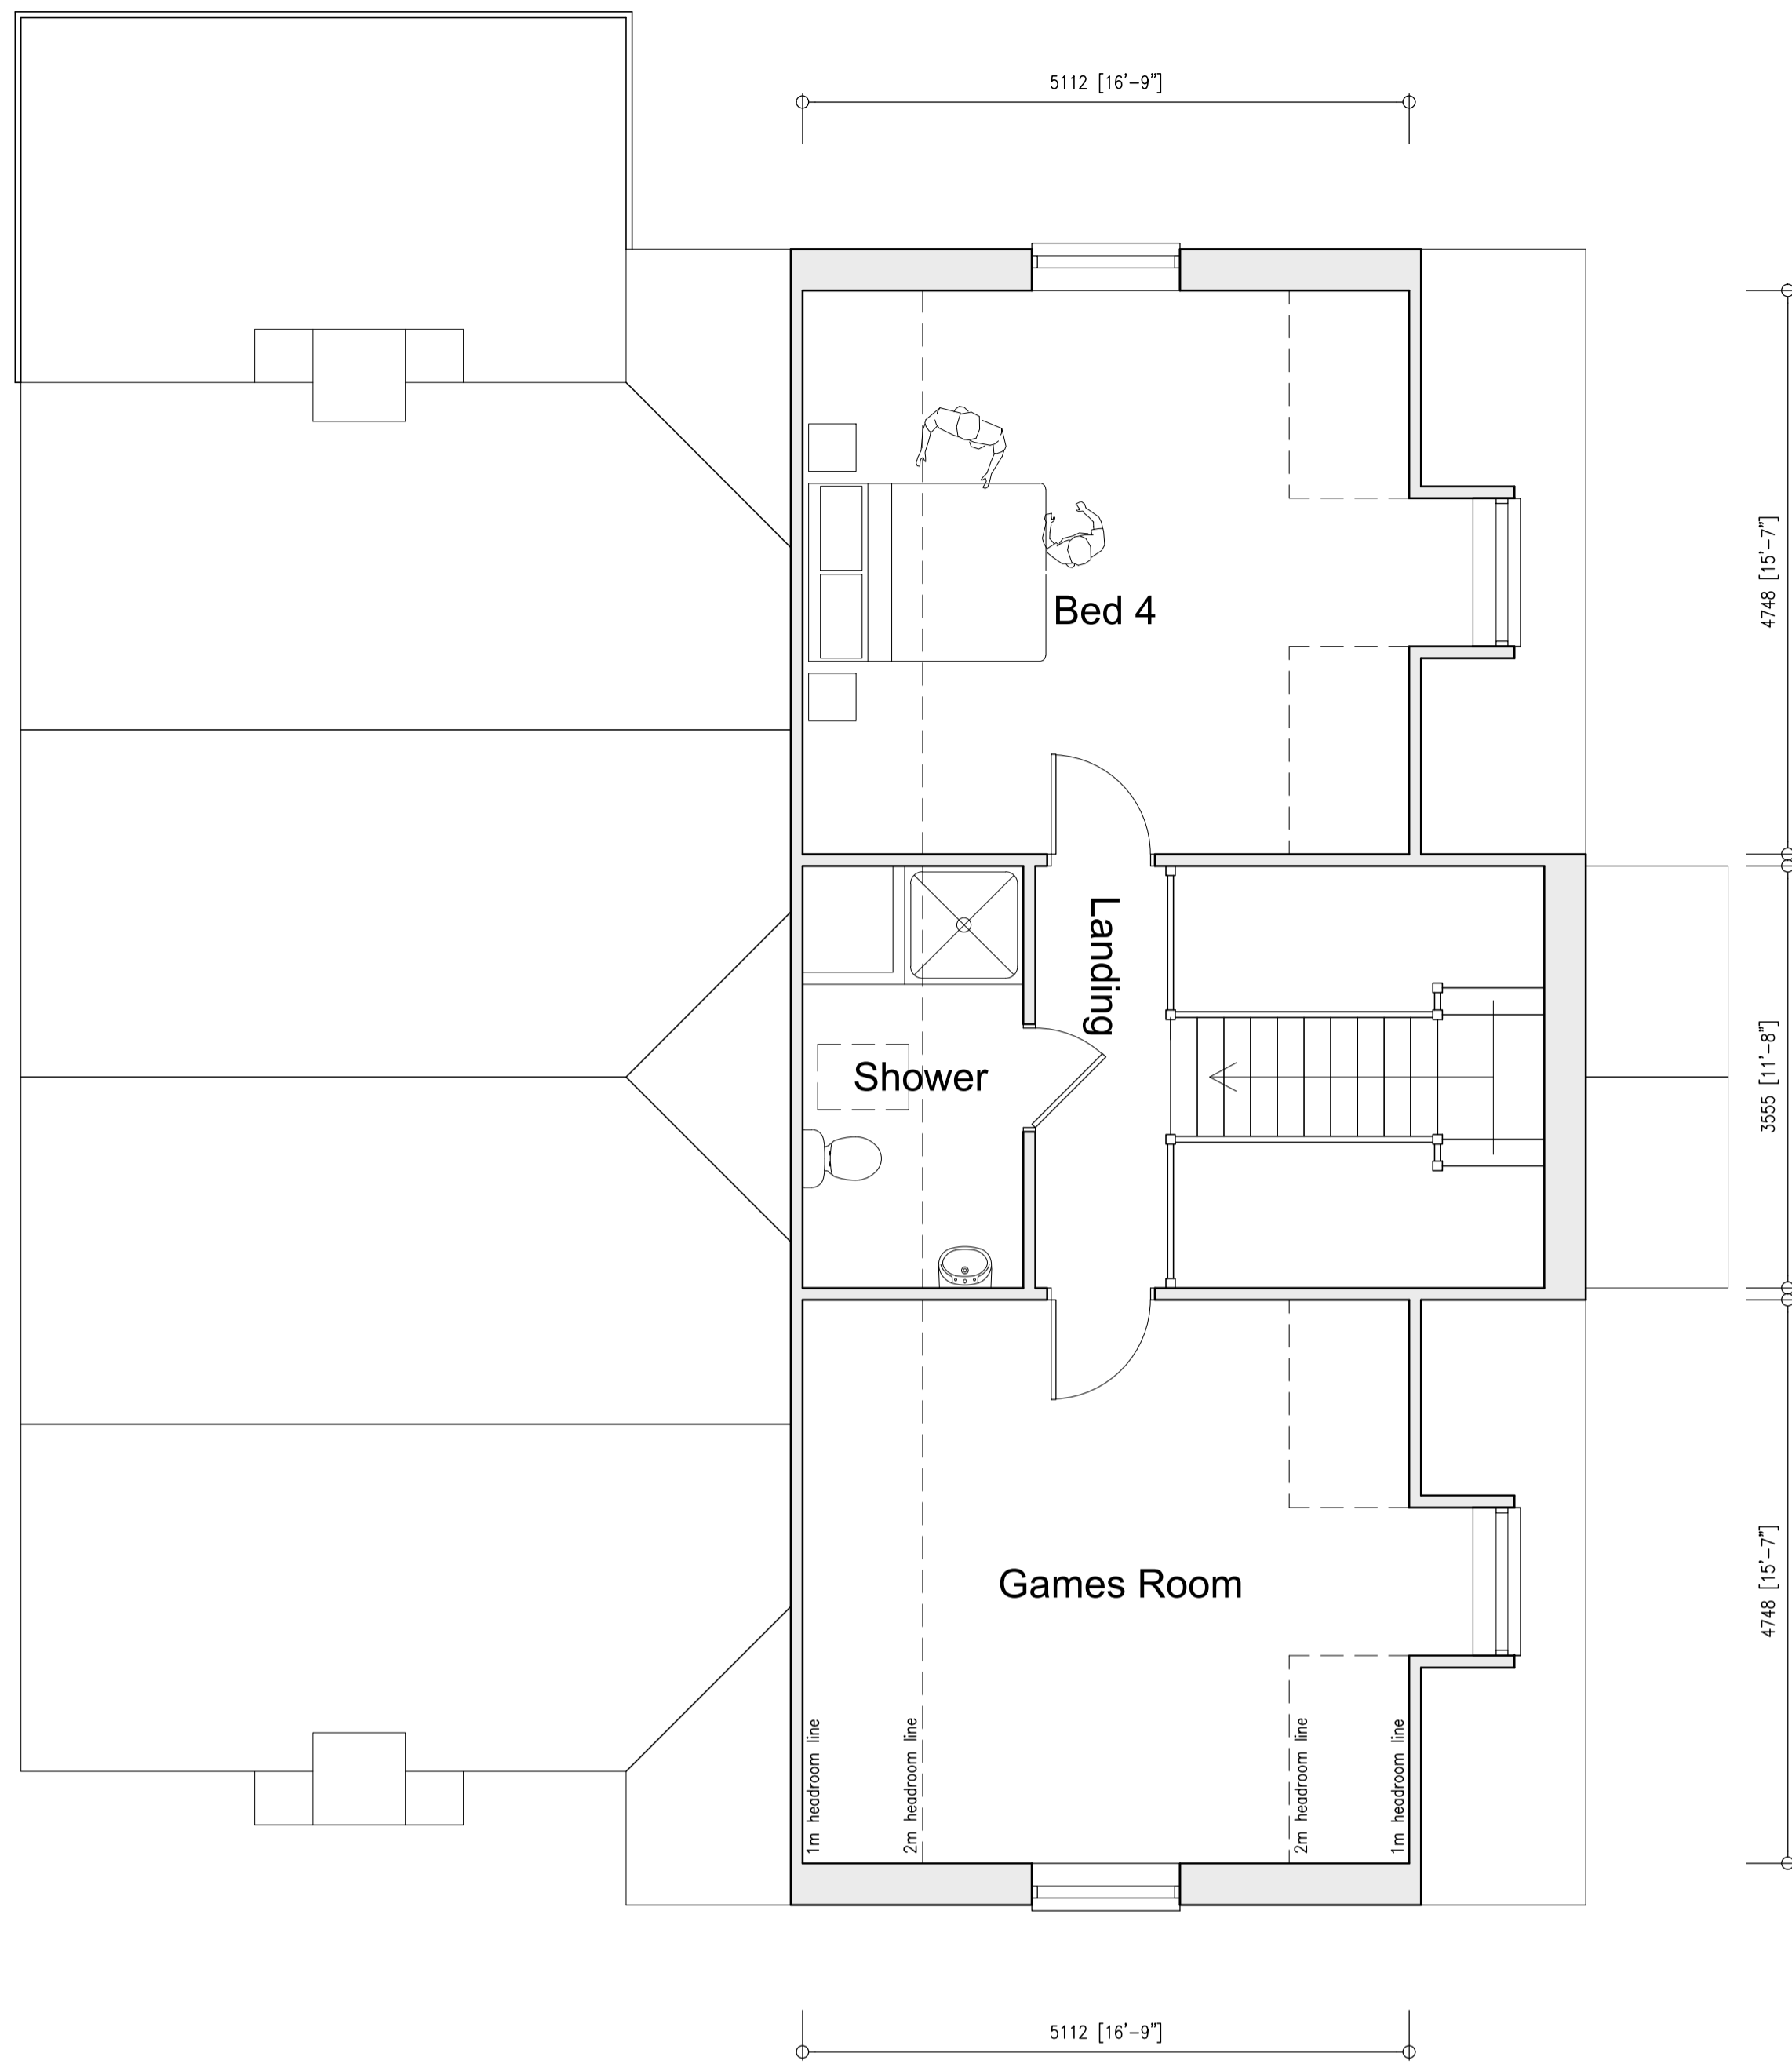 5112 [16'-9"]
4748 [15'-7"]
Bed 4
Landing
3555 [11'-8"]
Shower
4748 [15'-7"]
Games Room
1m headroom line
2m headroom line
2m headroom line
1m headroom line
5112 [16'-9"]